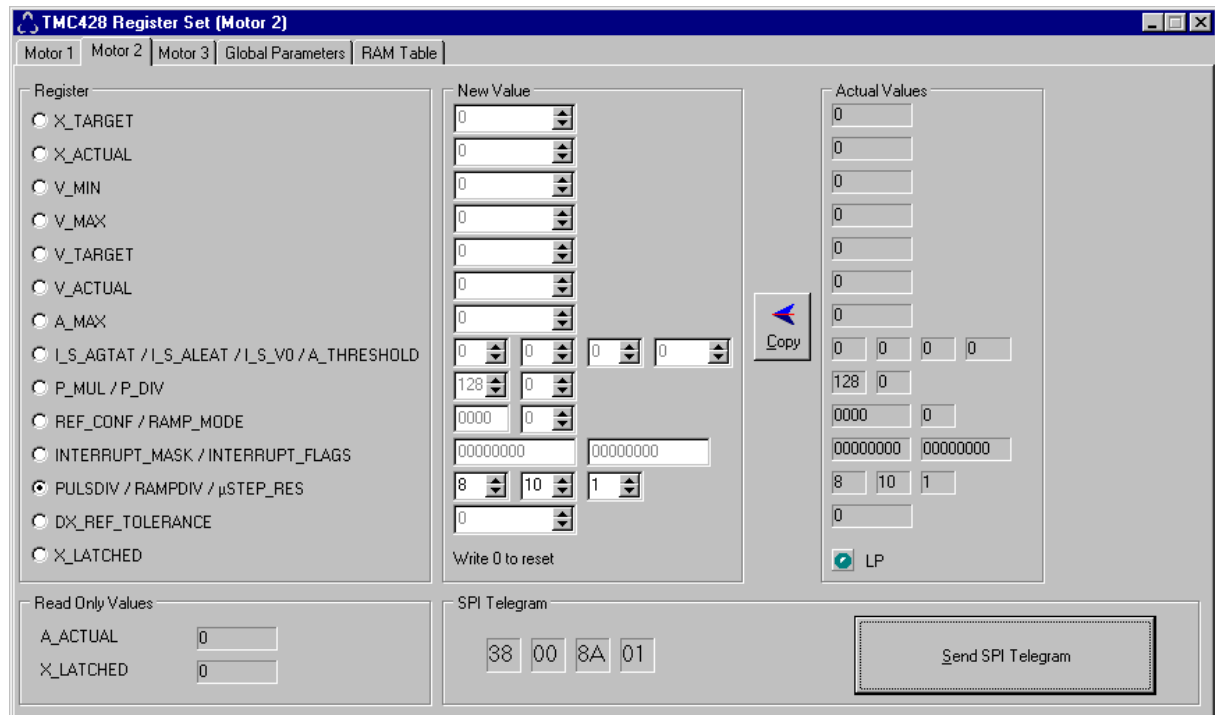 TMC428 Register Set (Motor 2)
Motor 1 Motor 2 Motor 3 Global Parameters RAM Table
Register New Value Actual Values
X_TARGET 0 0
X_ACTUAL 0 0
V_MIN 0 0
V_MAX 0 0
V_TARGET 0 0
V_ACTUAL 0 0
A_MAX 0 0
I_S_AGTAT / I_S_ALEAT / I_S_V0 / A_THRESHOLD 0 0 0 0 Copy 0 0 0 0
P_MUL / P_DIV 128 0 128 0
REF_CONF / RAMP_MODE 0000 0 0000 0
INTERRUPT_MASK / INTERRUPT_FLAGS 00000000 00000000 00000000 00000000
PULSDIV / RAMPDIV / µSTEP_RES 8 10 1 8 10 1
DX_REF_TOLERANCE 0 0
X_LATCHED Write 0 to reset LP
Read Only Values SPI Telegram
A_ACTUAL 0
38 00 8A 01 Send SPI Telegram
X_LATCHED 0